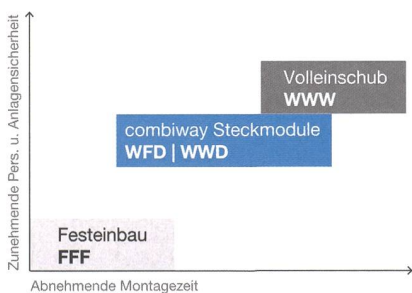 Zunehmende Pers. u. Anlagensicherheit
Volleinschub
WWW
combiway Steckmodule
WFD | WWD
Festeinbau
FFF
Abnehmende Montagezeit